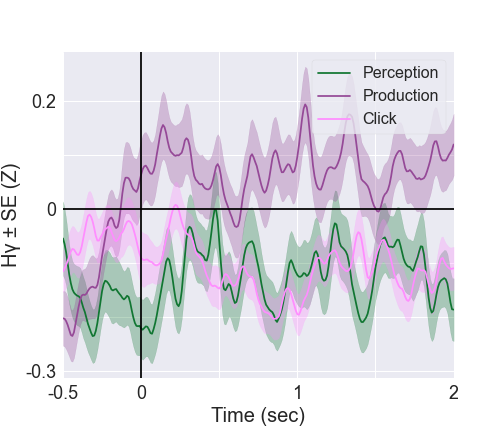 Perception
Production
Click
0.2
0
-0.3
Hγ ± SE (Z)
-0.5
0
1
2
Time (sec)